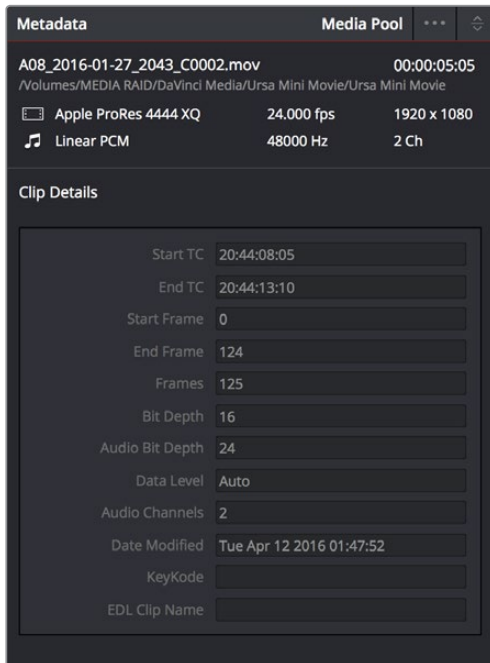 Metadata Media Pool •••
A08_2016-01-27_2043_C0002.mov 00:00:05:05
/Volumes/MEDIA RAID/DaVinci Media/Ursa Mini Movie/Ursa Mini Movie
Apple ProRes 4444 XQ 24.000 fps 1920 x 1080
Linear PCM 48000 Hz 2 Ch
Clip Details
Start TC 20:44:08:05
End TC 20:44:13:10
Start Frame 0
End Frame 124
Frames 125
Bit Depth 16
Audio Bit Depth 24
Data Level Auto
Audio Channels 2
Date Modified Tue Apr 12 2016 01:47:52
KeyKode
EDL Clip Name